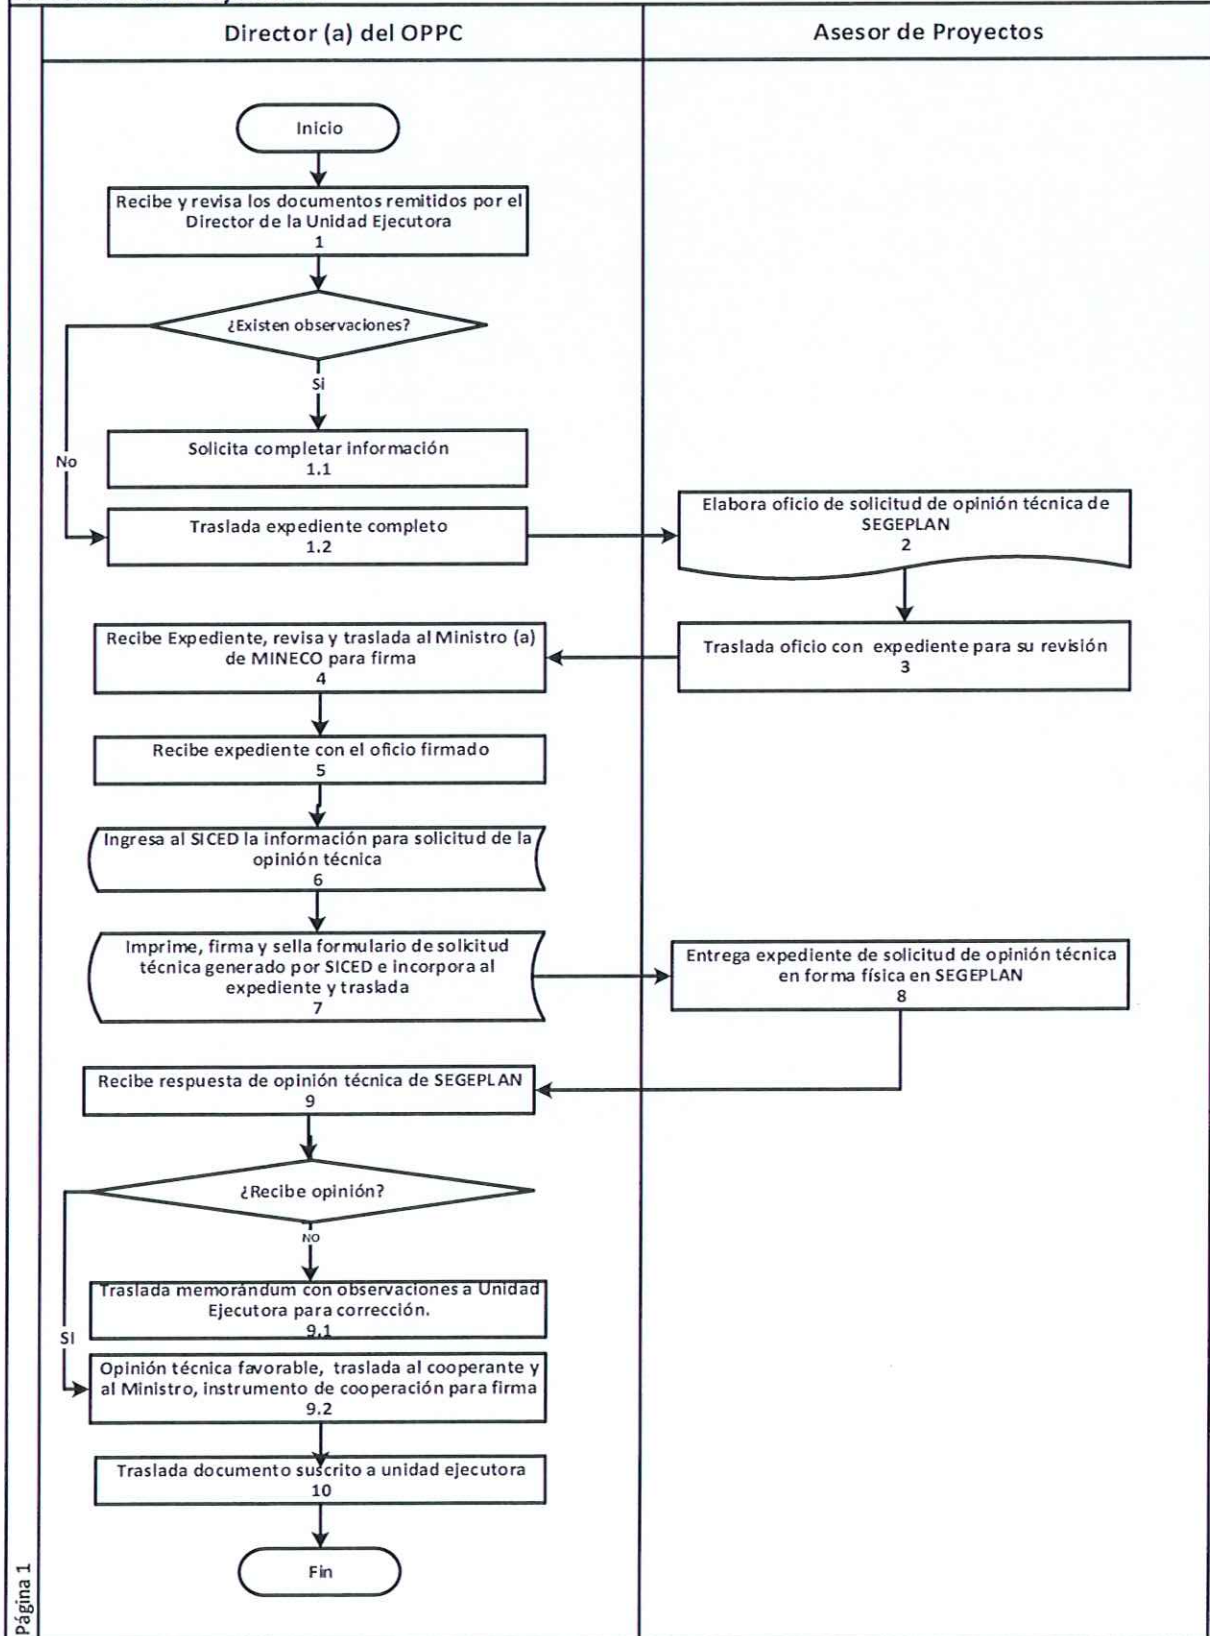 Director (a) del OPPC
Asesor de Proyectos
Inicio
Recibe y revisa los documentos remitidos por el
Director de la Unidad Ejecutora
1
¿Existen observaciones?
Si
No
Solicita completar información
1.1
Traslada expediente completo
1.2
Elabora oficio de solicitud de opinión técnica de
SEGEPLAN
2
Traslada oficio con expediente para su revisión
3
Recibe Expediente, revisa y traslada al Ministro (a)
de MINECO para firma
4
Recibe expediente con el oficio firmado
5
Ingresa al SICED la información para solicitud de la
opinión técnica
6
Imprime, firma y sella formulario de solicitud
técnica generado por SICED e incorpora al
expediente y traslada
7
Entrega expediente de solicitud de opinión técnica
en forma física en SEGEPLAN
8
Recibe respuesta de opinión técnica de SEGEPLAN
9
¿Recibe opinión?
NO
SI
Traslada memorándum con observaciones a Unidad
Ejecutora para corrección.
9.1
Opinión técnica favorable, traslada al cooperante y
al Ministro, instrumento de cooperación para firma
9.2
Traslada documento suscrito a unidad ejecutora
10
Fin
Página 1